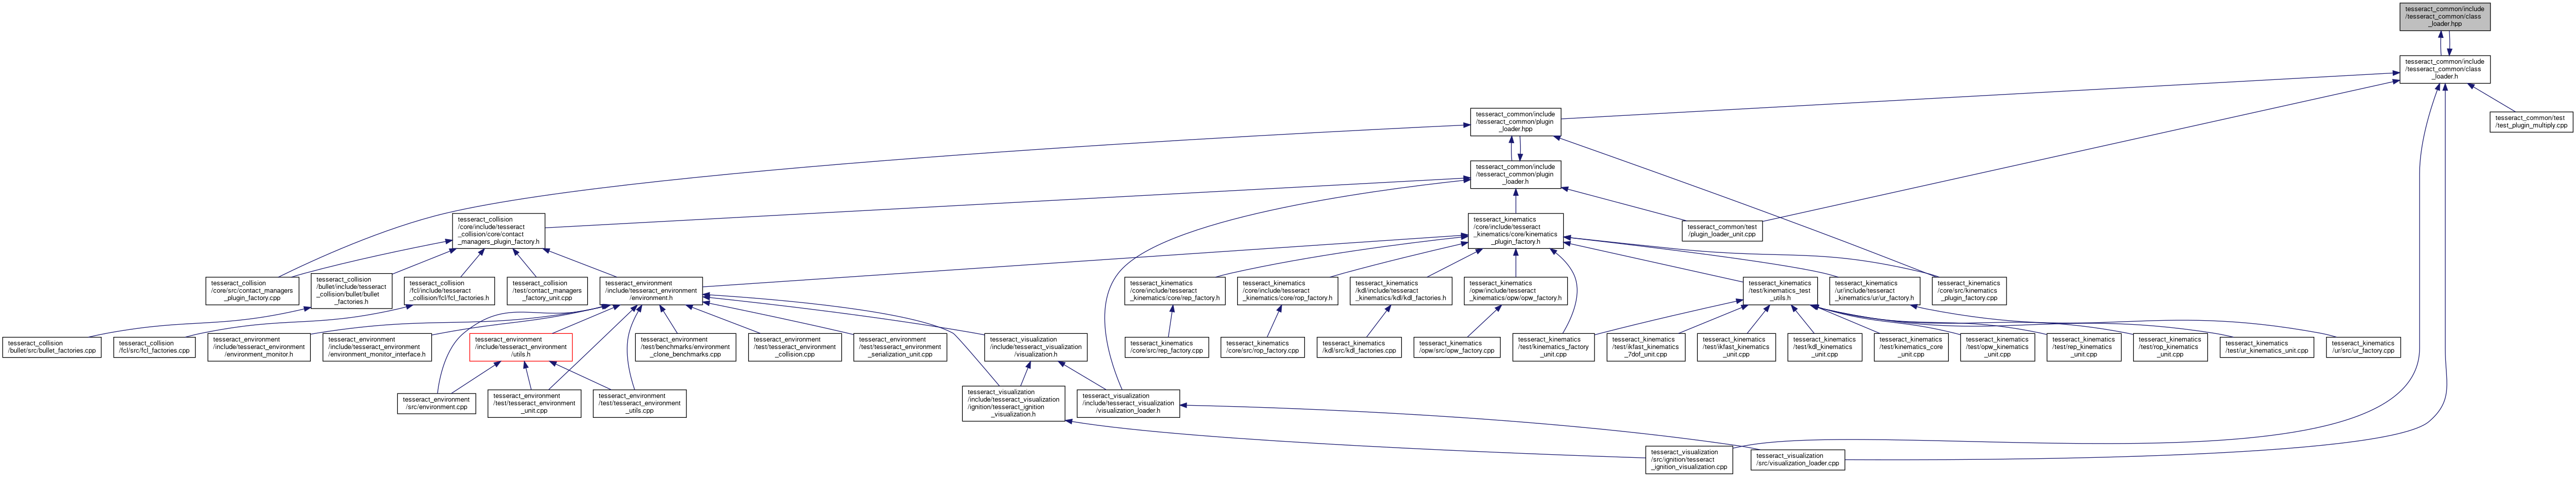 tesseract_common/include
/tesseract_common/class
_loader.hpp
tesseract_common/include
/tesseract_common/class
_loader.h
tesseract_common/include
/tesseract_common/plugin
_loader.hpp
tesseract_common/test
/test_plugin_multiply.cpp
tesseract_common/include
/tesseract_common/plugin
_loader.h
tesseract_collision
/core/include/tesseract
_collision/core/contact
_managers_plugin_factory.h
tesseract_kinematics
/core/include/tesseract
_kinematics/core/kinematics
_plugin_factory.h
tesseract_common/test
/plugin_loader_unit.cpp
tesseract_collision
/core/src/contact_managers
_plugin_factory.cpp
tesseract_collision
/bullet/include/tesseract
_collision/bullet/bullet
_factories.h
tesseract_collision
/fcl/include/tesseract
_collision/fcl/fcl_factories.h
tesseract_collision
/test/contact_managers
_factory_unit.cpp
tesseract_environment
/include/tesseract_environment
/environment.h
tesseract_kinematics
/core/include/tesseract
_kinematics/core/rep_factory.h
tesseract_kinematics
/core/include/tesseract
_kinematics/core/rop_factory.h
tesseract_kinematics
/kdl/include/tesseract
_kinematics/kdl/kdl_factories.h
tesseract_kinematics
/opw/include/tesseract
_kinematics/opw/opw_factory.h
tesseract_kinematics
/test/kinematics_test
_utils.h
tesseract_kinematics
/ur/include/tesseract
_kinematics/ur/ur_factory.h
tesseract_kinematics
/core/src/kinematics
_plugin_factory.cpp
tesseract_collision
/bullet/src/bullet_factories.cpp
tesseract_collision
/fcl/src/fcl_factories.cpp
tesseract_environment
/include/tesseract_environment
/environment_monitor.h
tesseract_environment
/include/tesseract_environment
/environment_monitor_interface.h
tesseract_environment
/include/tesseract_environment
/utils.h
tesseract_environment
/test/benchmarks/environment
_clone_benchmarks.cpp
tesseract_environment
/test/tesseract_environment
_collision.cpp
tesseract_environment
/test/tesseract_environment
_serialization_unit.cpp
tesseract_visualization
/include/tesseract_visualization
/visualization.h
tesseract_kinematics
/core/src/rep_factory.cpp
tesseract_kinematics
/core/src/rop_factory.cpp
tesseract_kinematics
/kdl/src/kdl_factories.cpp
tesseract_kinematics
/opw/src/opw_factory.cpp
tesseract_kinematics
/test/kinematics_factory
_unit.cpp
tesseract_kinematics
/test/ikfast_kinematics
_7dof_unit.cpp
tesseract_kinematics
/test/ikfast_kinematics
_unit.cpp
tesseract_kinematics
/test/kdl_kinematics
_unit.cpp
tesseract_kinematics
/test/kinematics_core
_unit.cpp
tesseract_kinematics
/test/opw_kinematics
_unit.cpp
tesseract_kinematics
/test/rep_kinematics
_unit.cpp
tesseract_kinematics
/test/rop_kinematics
_unit.cpp
tesseract_kinematics
/test/ur_kinematics_unit.cpp
tesseract_kinematics
/ur/src/ur_factory.cpp
tesseract_environment
/src/environment.cpp
tesseract_environment
/test/tesseract_environment
_unit.cpp
tesseract_environment
/test/tesseract_environment
_utils.cpp
tesseract_visualization
/include/tesseract_visualization
/ignition/tesseract_ignition
_visualization.h
tesseract_visualization
/include/tesseract_visualization
/visualization_loader.h
tesseract_visualization
/src/ignition/tesseract
_ignition_visualization.cpp
tesseract_visualization
/src/visualization_loader.cpp